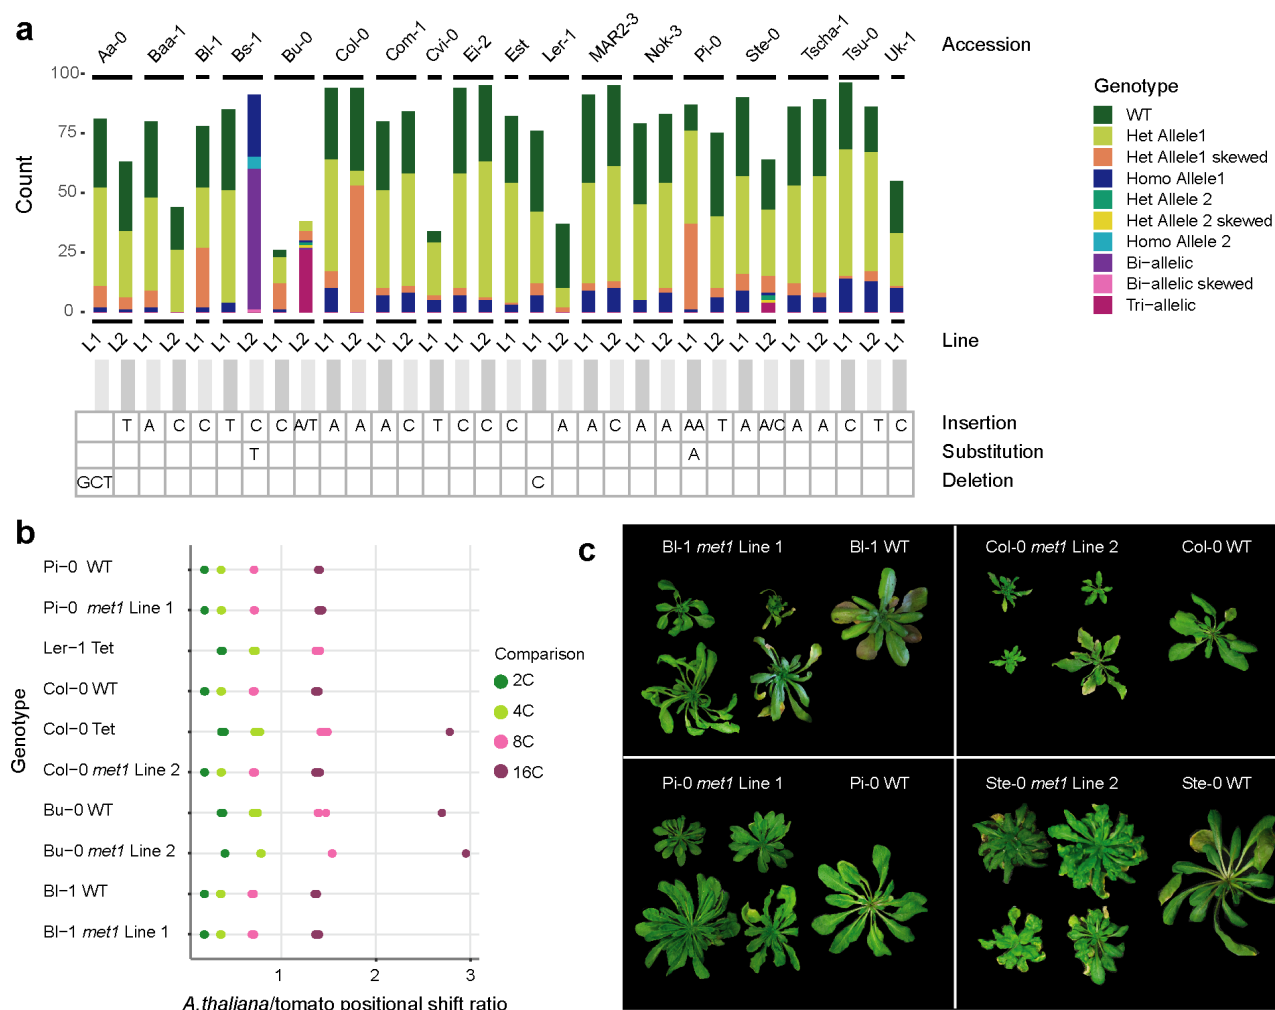 a
Aa-0 Baa-1 Bl-1 Bs-1 Bu-0 Col-0 Com-1 Cvi-0 Ei-2 Est Ler-1 MAR2-3 Nok-3 Pi-0 Ste-0 Tscha-1 Tsu-0 Uk-1 Accession
Count
100
75
50
25
0
Genotype
WT
Het Allele1
Het Allele1 skewed
Homo Allele1
Het Allele 2
Het Allele 2 skewed
Homo Allele 2
Bi−allelic
Bi−allelic skewed
Tri−allelic
L1 L2 L1 L2 L1 L1 L2 L1 L2 L1 L2 L1 L2 L1 L1 L2 L1 L1 L2 L1 L2 L1 L2 L1 L2 L1 L2 L1 L2 L1 L2 L1 Line
T A C C T C C A/T A A A C T C C C A A C A A AA T A A/C A A C T C Insertion
T A Substitution
GCT C Deletion
b
Genotype
Pi−0 WT
Pi−0 met1 Line 1
Ler−1 Tet
Col−0 WT
Col−0 Tet
Col−0 met1 Line 2
Bu−0 WT
Bu−0 met1 Line 2
Bl−1 WT
Bl−1 met1 Line 1
1 2 3
A.thaliana/tomato positional shift ratio
Comparison
2C
4C
8C
16C
c
Bl-1 met1 Line 1 Bl-1 WT
Col-0 met1 Line 2 Col-0 WT
Pi-0 met1 Line 1 Pi-0 WT
Ste-0 met1 Line 2 Ste-0 WT